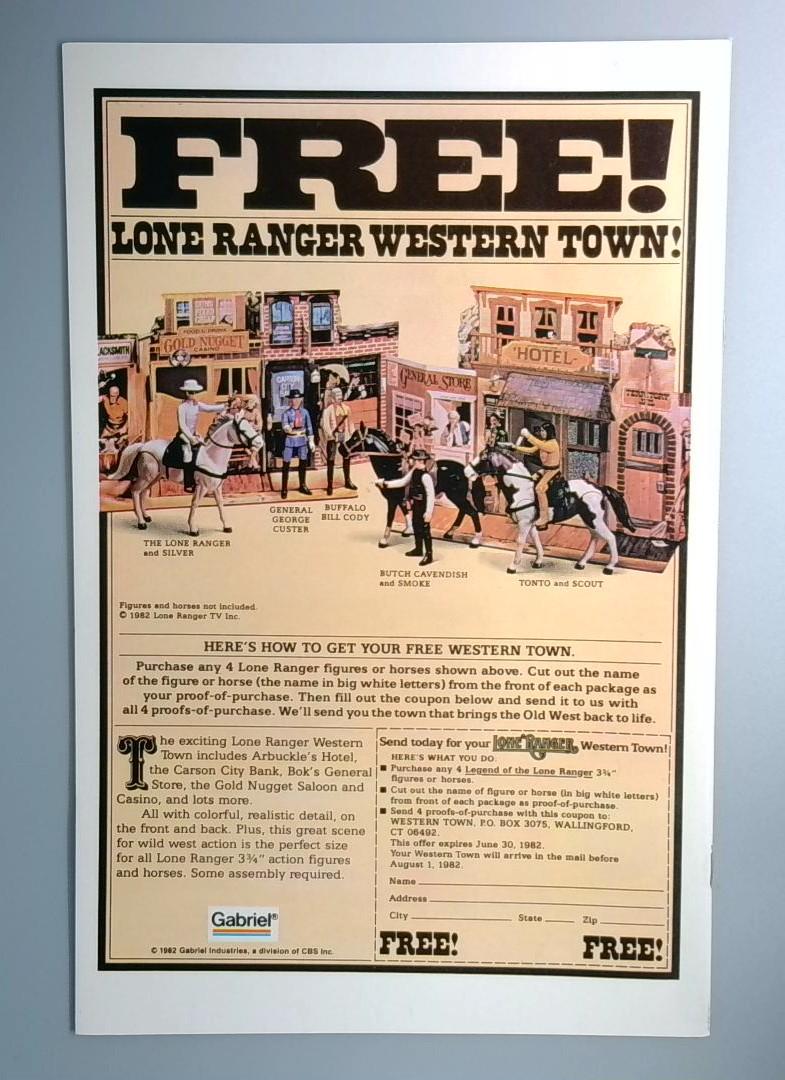 FREE!
LONE RANGER WESTERN TOWN!
LACKSMITH
FOOD & DRINK
GOLD NUGGET
CASINO
CARSON
GENERAL STORE
HOTEL
TERRITORY
THE LONE RANGER
and SILVER
GENERAL
GEORGE
CUSTER
BUFFALO
BILL CODY
BUTCH CAVENDISH
and SMOKE
TONTO and SCOUT
Figures and horses not included.
© 1982 Lone Ranger TV Inc.
HERE'S HOW TO GET YOUR FREE WESTERN TOWN.
Purchase any 4 Lone Ranger figures or horses shown above. Cut out the name
of the figure or horse (the name in big white letters) from the front of each package as
your proof-of-purchase. Then fill out the coupon below and send it to us with
all 4 proofs-of-purchase. We'll send you the town that brings the Old West back to life.
The exciting Lone Ranger Western
Town includes Arbuckle's Hotel,
the Carson City Bank, Bok's General
Store, the Gold Nugget Saloon and
Casino, and lots more.
All with colorful, realistic detail, on
the front and back. Plus, this great scene
for wild west action is the perfect size
for all Lone Ranger 3¾" action figures
and horses. Some assembly required.
Gabriel®
© 1982 Gabriel Industries, a division of CBS Inc.
Send today for your LONE RANGER Western Town!
HERE'S WHAT YOU DO:
■ Purchase any 4 Legend of the Lone Ranger 3¾"
figures or horses.
■ Cut out the name of figure or horse (in big white letters)
from front of each package as proof-of-purchase.
■ Send 4 proofs-of-purchase with this coupon to:
WESTERN TOWN, P.O. BOX 3075, WALLINGFORD,
CT 06492.
This offer expires June 30, 1982.
Your Western Town will arrive in the mail before
August 1, 1982.
Name
Address
City State Zip
FREE! FREE!